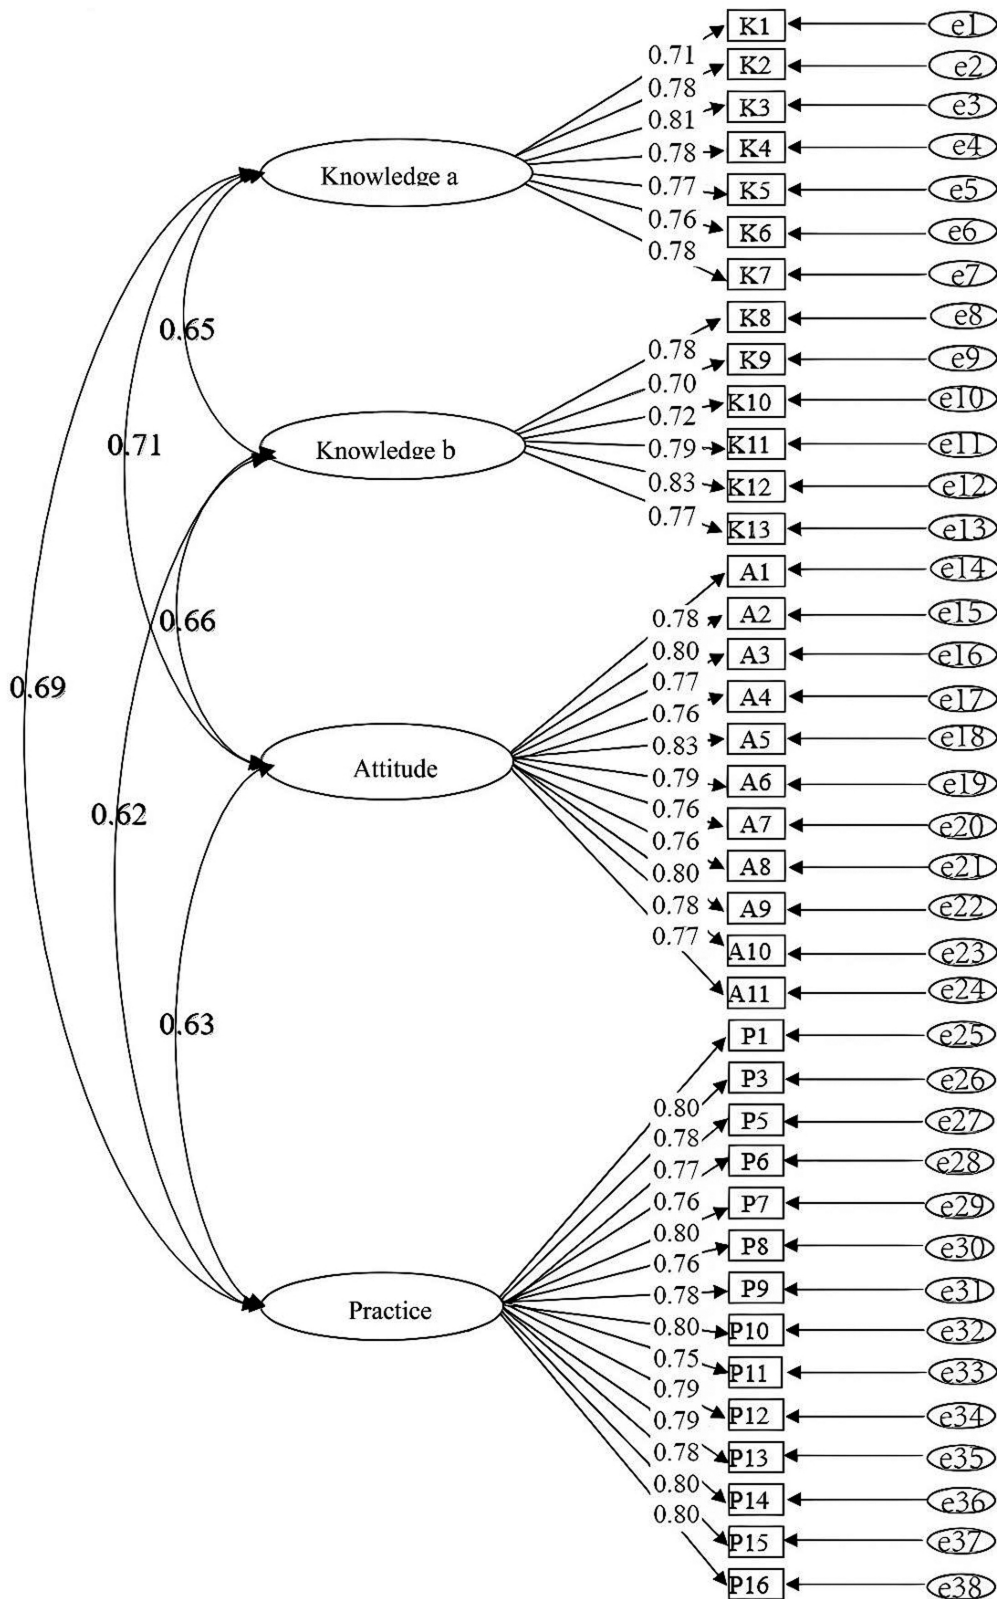 K1 e1
0.71
K2 e2
0.78
K3 e3
0.81
K4 e4
0.78
Knowledge a
K5 e5
0.77
K6 e6
0.76
0.78
K7 e7
K8 e8
0.65
0.78
K9 e9
0.70
K10 e10
0.72
K11 e11
0.71
Knowledge b
0.79
K12 e12
0.83
K13 e13
0.77
A1 e14
A2 e15
0.66
0.78
A3 e16
0.80
0.77
A4 e17
0.69
0.76
A5 e18
0.83
Attitude
A6 e19
0.79
0.76
A7 e20
0.62
0.76
A8 e21
0.80
A9 e22
0.78
0.77
A10 e23
A11 e24
0.63
P1 e25
P3 e26
0.80
P5 e27
0.78
P6 e28
0.77
0.76
P7 e29
0.80
P8 e30
0.76
P9 e31
0.78
Practice
0.80
P10 e32
0.75
P11 e33
0.79
P12 e34
0.79
0.78
P13 e35
0.80
P14 e36
0.80
P15 e37
P16 e38